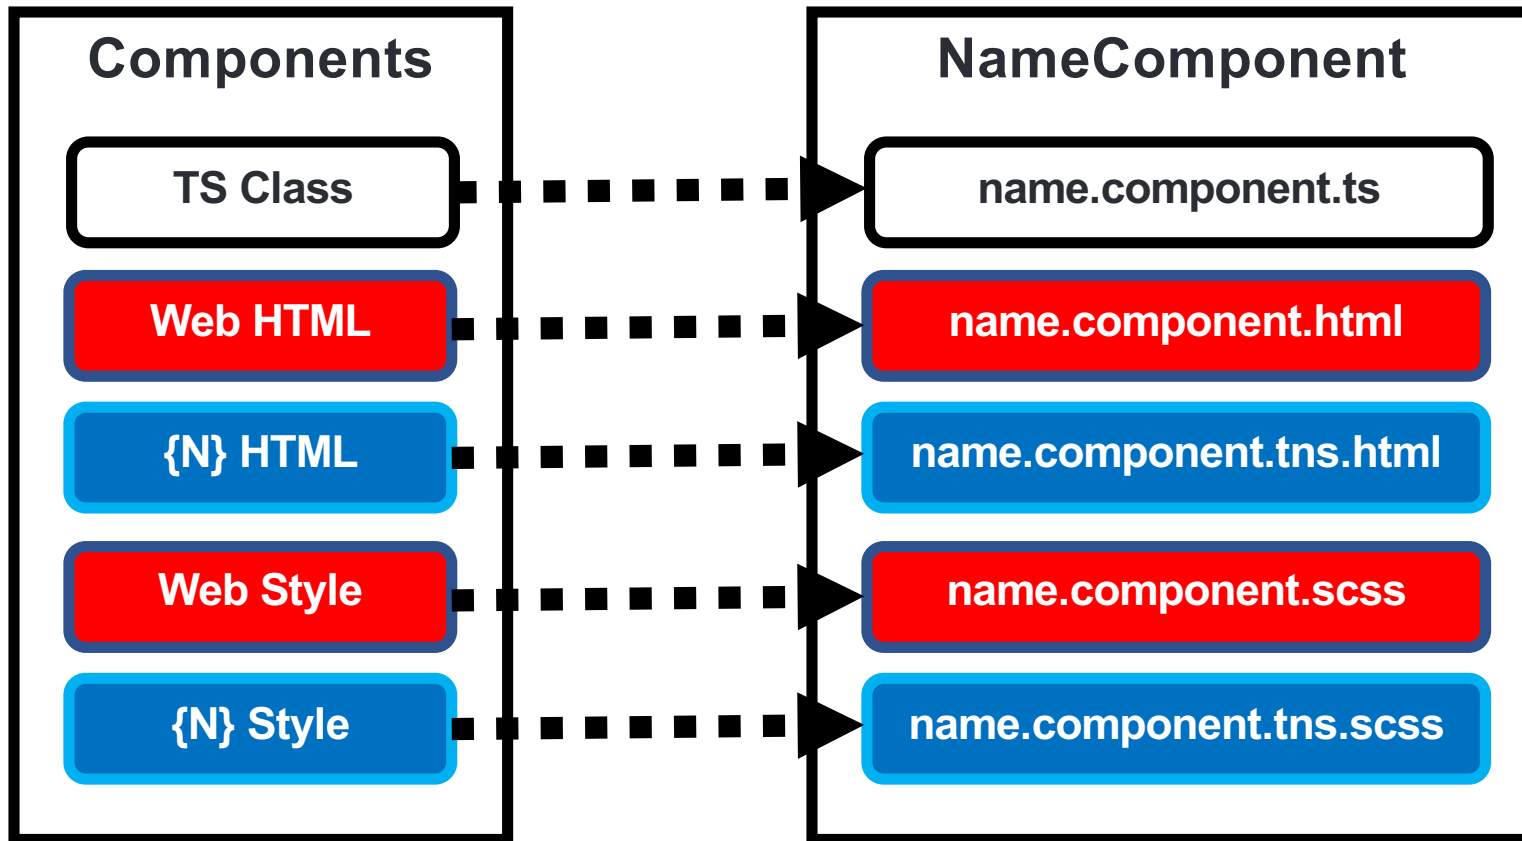 Components
TS Class
Web HTML
{N} HTML
Web Style
{N} Style
NameComponent
name.component.ts
name.component.html
name.component.tns.html
name.component.scss
name.component.tns.scss